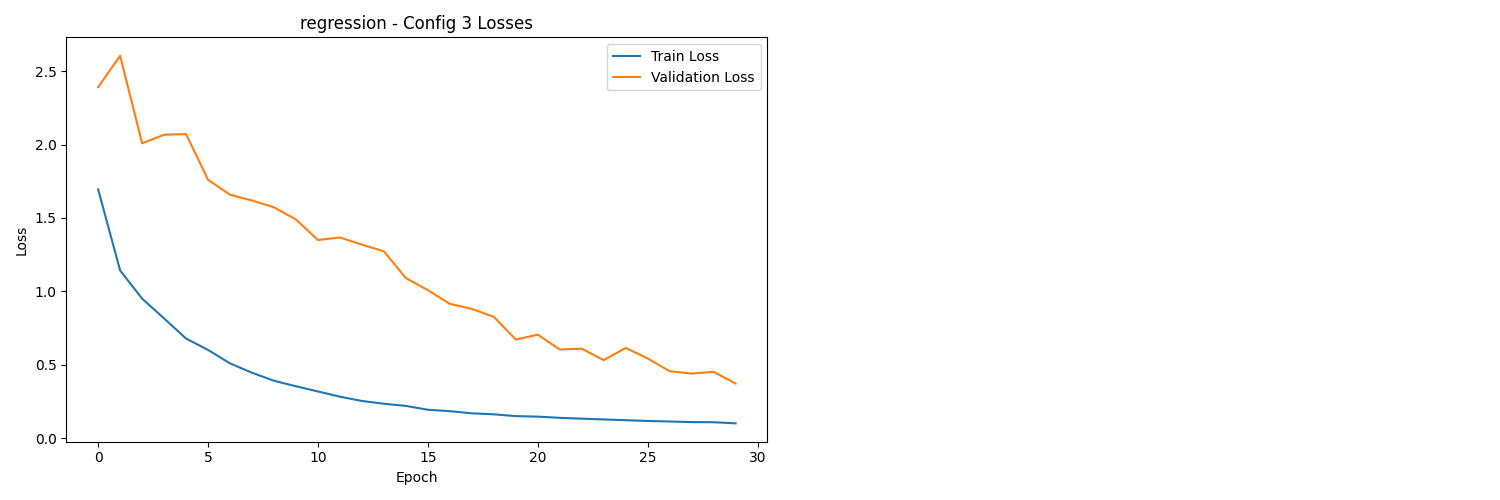 regression - Config 3 Losses
Train Loss
Validation Loss
2.5
2.0
1.5
1.0
0.5
0.0
Loss
0 5 10 15 20 25 30
Epoch